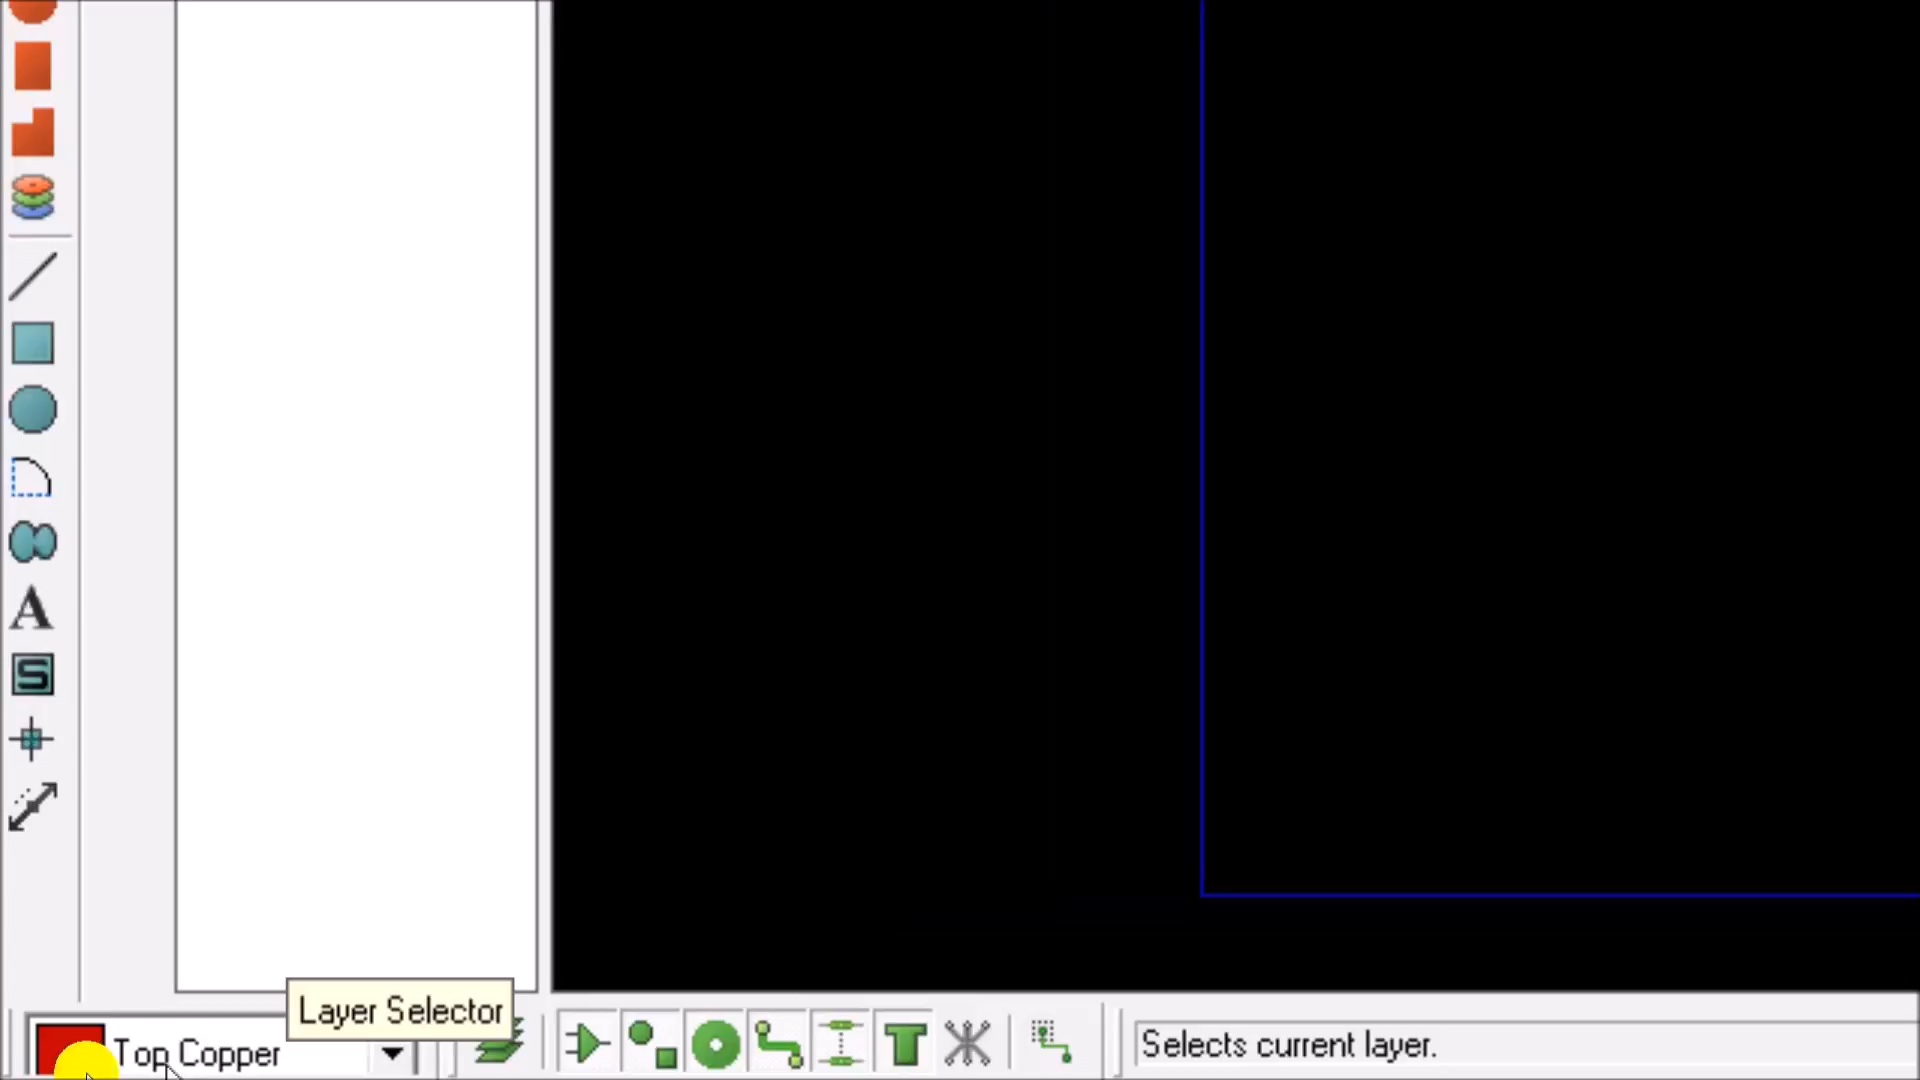 A
S
Layer Selector
Top Copper
T
Selects current layer.